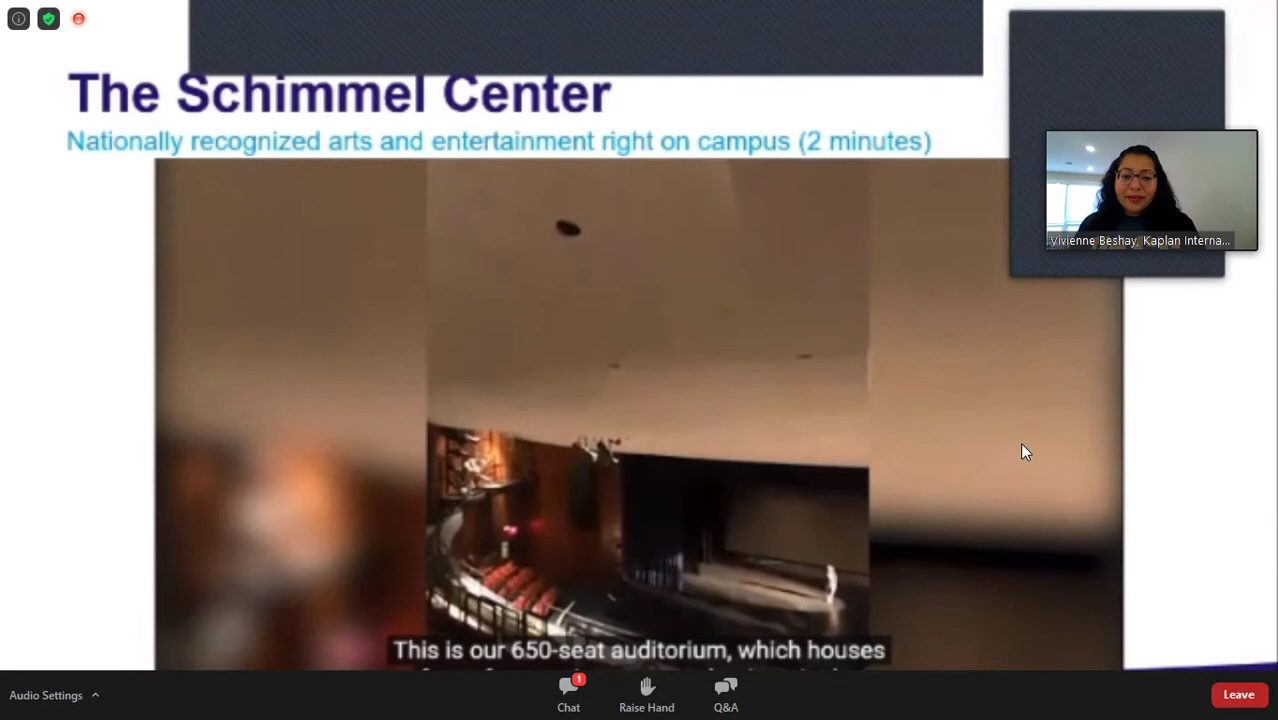 The Schimmel Center
Nationally recognized arts and entertainment right on campus (2 minutes)
Vivienne Beshay, Kaplan Interna...
This is our 650-seat auditorium, which houses
Audio Settings
1
Chat
Raise Hand
Q&A
Leave